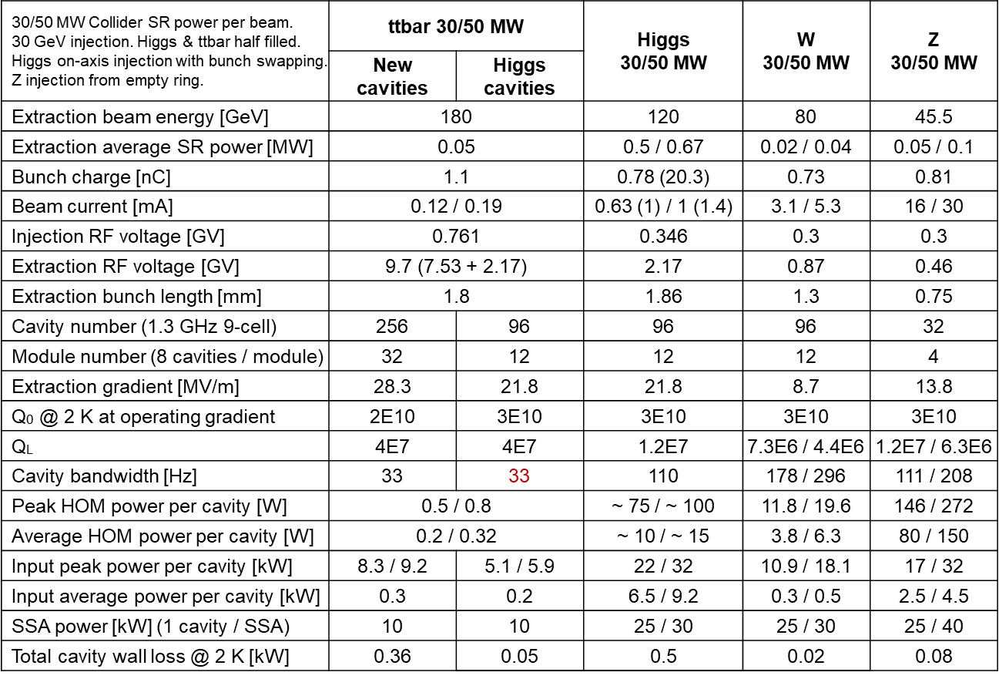 30/50 MW Collider SR power per beam.
30 GeV injection. Higgs & ttbar half filled.
Higgs on-axis injection with bunch swapping.
Z injection from empty ring.
ttbar 30/50 MW
New
cavities
Higgs
cavities
Higgs
30/50 MW
W
30/50 MW
Z
30/50 MW
Extraction beam energy [GeV] 180 120 80 45.5
Extraction average SR power [MW] 0.05 0.5 / 0.67 0.02 / 0.04 0.05 / 0.1
Bunch charge [nC] 1.1 0.78 (20.3) 0.73 0.81
Beam current [mA] 0.12 / 0.19 0.63 (1) / 1 (1.4) 3.1 / 5.3 16 / 30
Injection RF voltage [GV] 0.761 0.346 0.3 0.3
Extraction RF voltage [GV] 9.7 (7.53 + 2.17) 2.17 0.87 0.46
Extraction bunch length [mm] 1.8 1.86 1.3 0.75
Cavity number (1.3 GHz 9-cell) 256 96 96 96 32
Module number (8 cavities / module) 32 12 12 12 4
Extraction gradient [MV/m] 28.3 21.8 21.8 8.7 13.8
Q0 @ 2 K at operating gradient 2E10 3E10 3E10 3E10 3E10
QL 4E7 4E7 1.2E7 7.3E6 / 4.4E6 1.2E7 / 6.3E6
Cavity bandwidth [Hz] 33 33 110 178 / 296 111 / 208
Peak HOM power per cavity [W] 0.5 / 0.8 ~ 75 / ~ 100 11.8 / 19.6 146 / 272
Average HOM power per cavity [W] 0.2 / 0.32 ~ 10 / ~ 15 3.8 / 6.3 80 / 150
Input peak power per cavity [kW] 8.3 / 9.2 5.1 / 5.9 22 / 32 10.9 / 18.1 17 / 32
Input average power per cavity [kW] 0.3 0.2 6.5 / 9.2 0.3 / 0.5 2.5 / 4.5
SSA power [kW] (1 cavity / SSA) 10 10 25 / 30 25 / 30 25 / 40
Total cavity wall loss @ 2 K [kW] 0.36 0.05 0.5 0.02 0.08